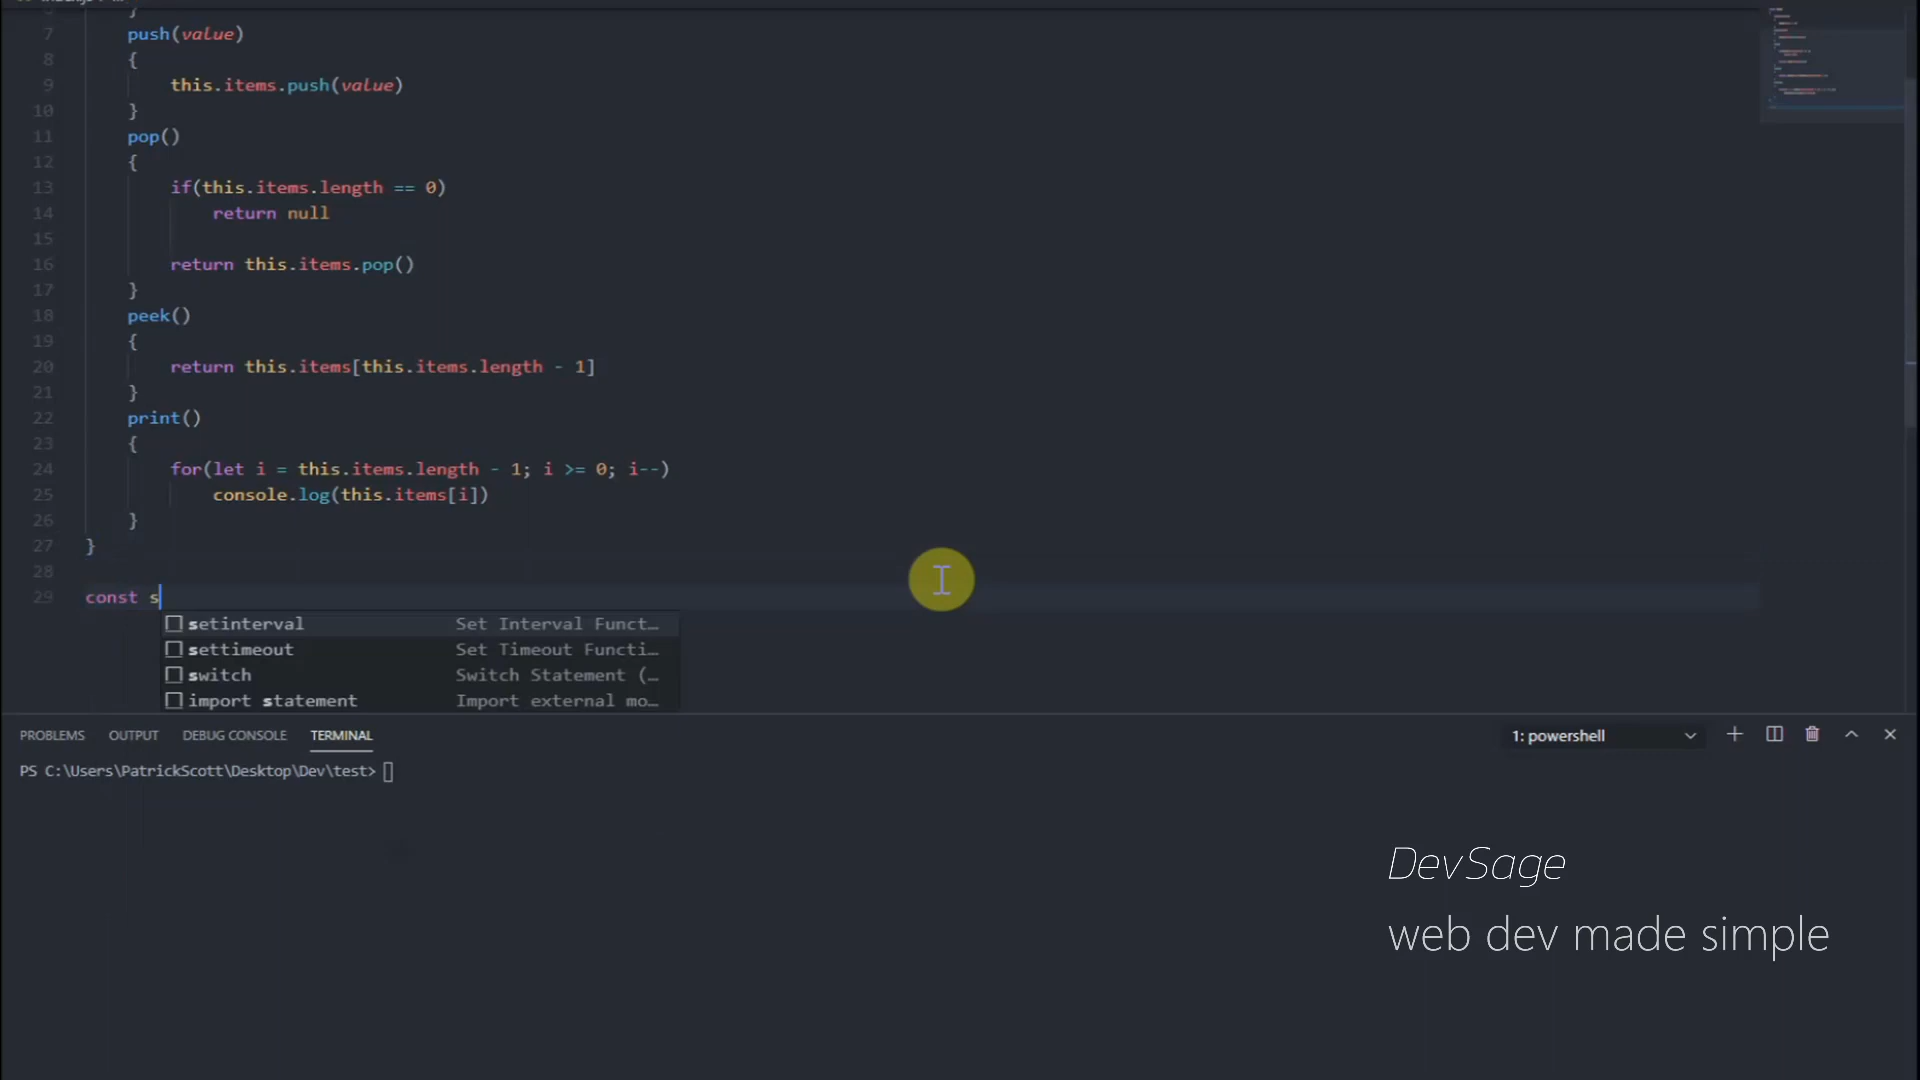 7 push(value)
8 {
9 this.items.push(value)
10 }
11 pop()
12 {
13 if(this.items.length == 0)
14 return null
15
16 return this.items.pop()
17 }
18 peek()
19 {
20 return this.items[this.items.length - 1]
21 }
22 print()
23 {
24 for(let i = this.items.length - 1; i >= 0; i--)
25 console.log(this.items[i])
26 }
27 }
28
29 const s
setinterval Set Interval Funct…
settimeout Set Timeout Functi…
switch Switch Statement (…
import statement Import external mo…
PROBLEMS OUTPUT DEBUG CONSOLE TERMINAL 1: powershell
PS C:\Users\PatrickScott\Desktop\Dev\test>
DevSage
web dev made simple